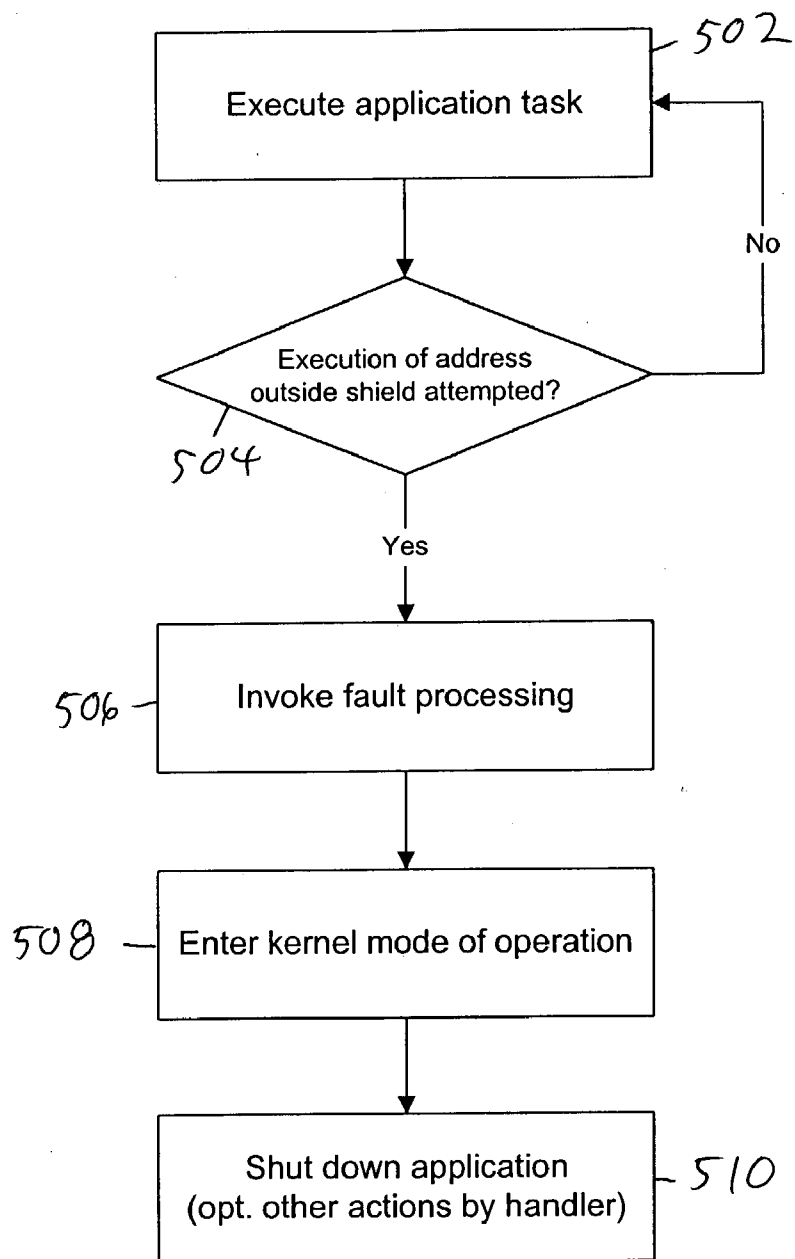 502
Execute application task
No
Execution of address
outside shield attempted?
504
Yes
506
Invoke fault processing
508
Enter kernel mode of operation
Shut down application
(opt. other actions by handler)
510